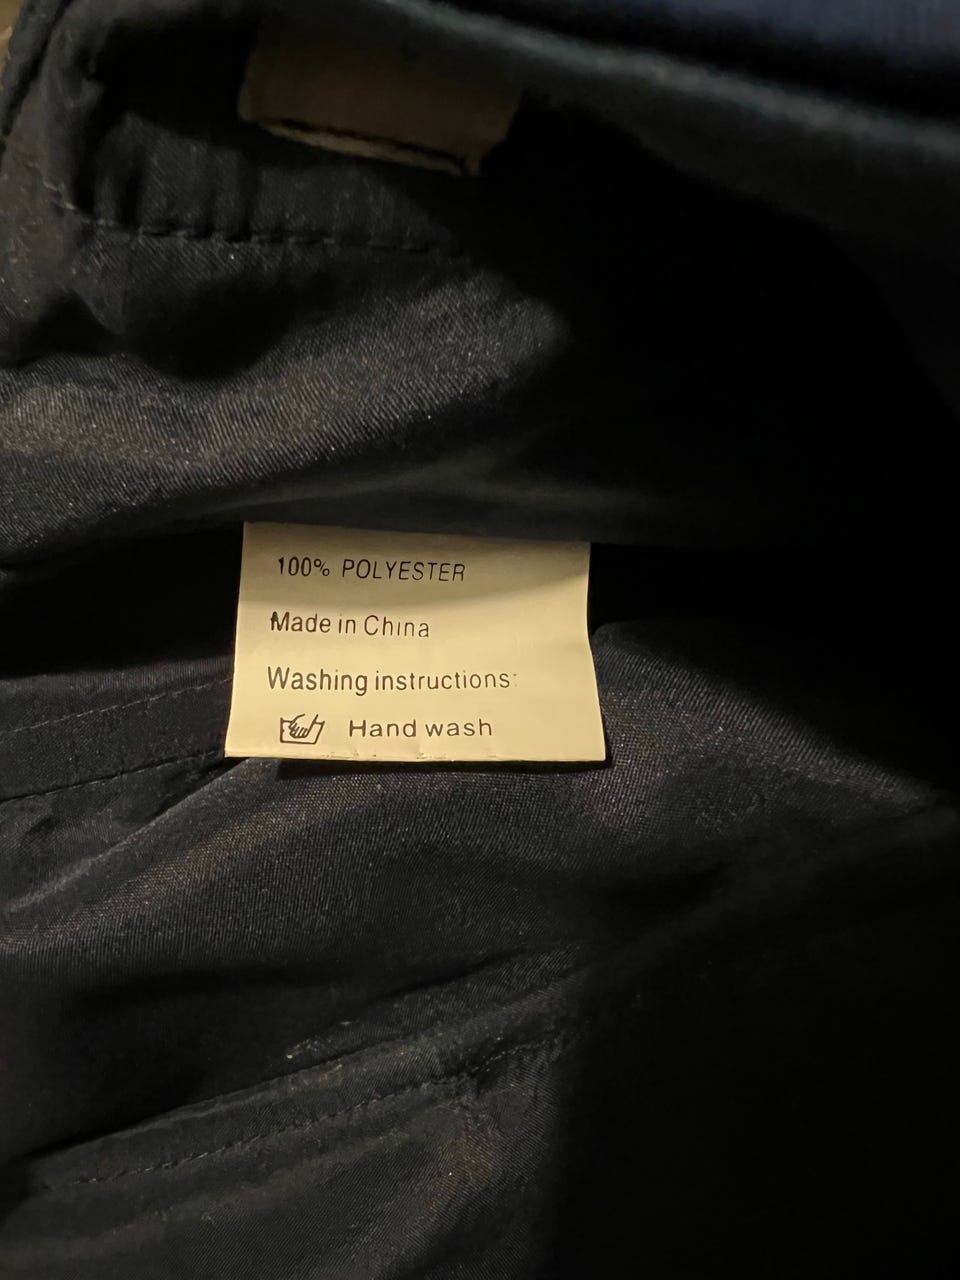 100% POLYESTER
Made in China
Washing instructions:
Hand wash